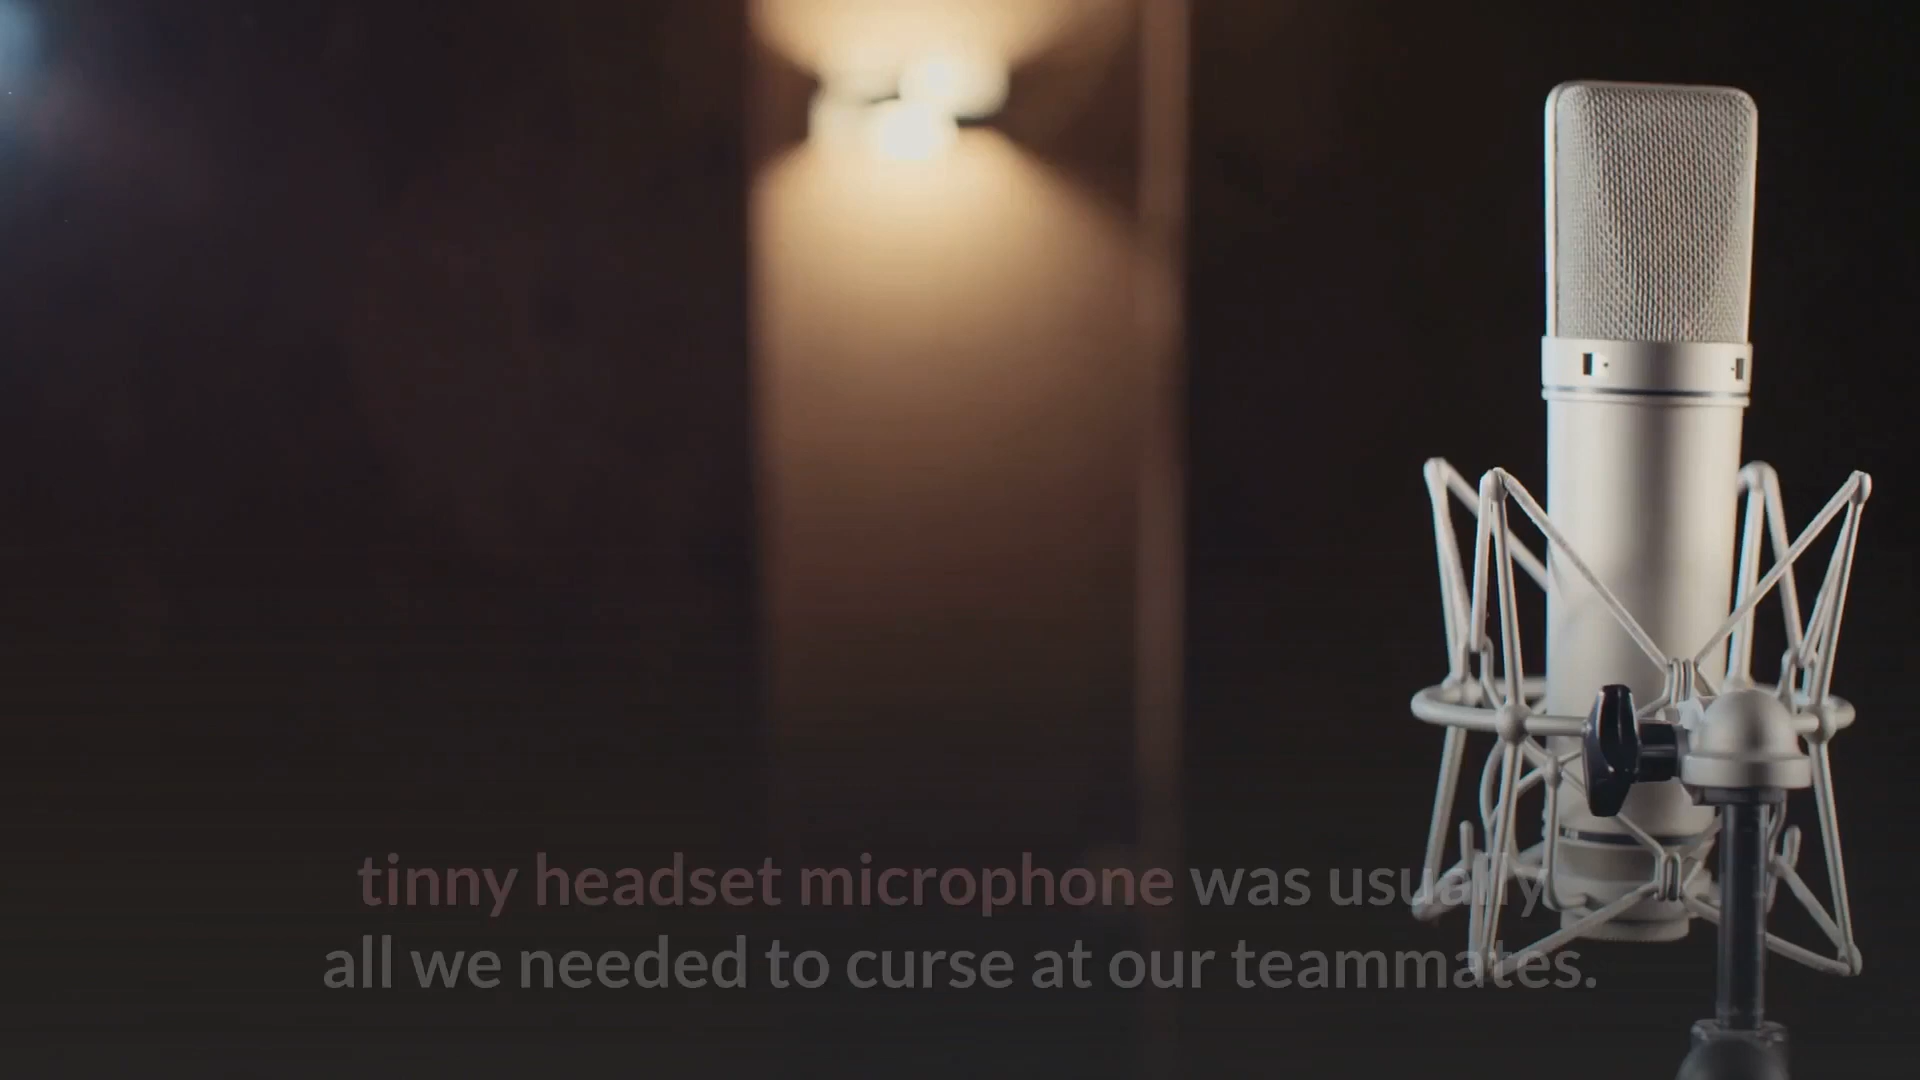 tinny headset microphone was usually
all we needed to curse at our teammates.